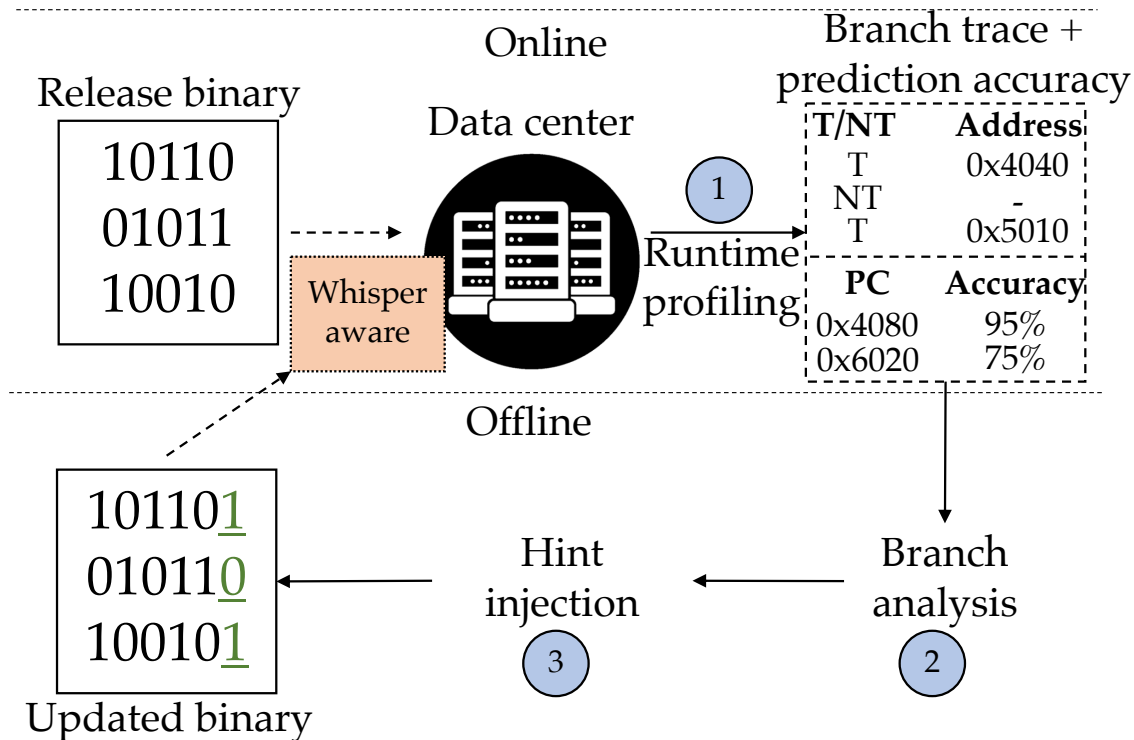 Online
Release binary
10110
01011
10010
Data center
Whisper
aware
1
Runtime
profiling
Branch trace +
prediction accuracy
T/NT Address
T 0x4040
NT -
T 0x5010
PC Accuracy
0x4080 95%
0x6020 75%
Offline
Branch
analysis
2
Hint
injection
3
101101
010110
100101
Updated binary